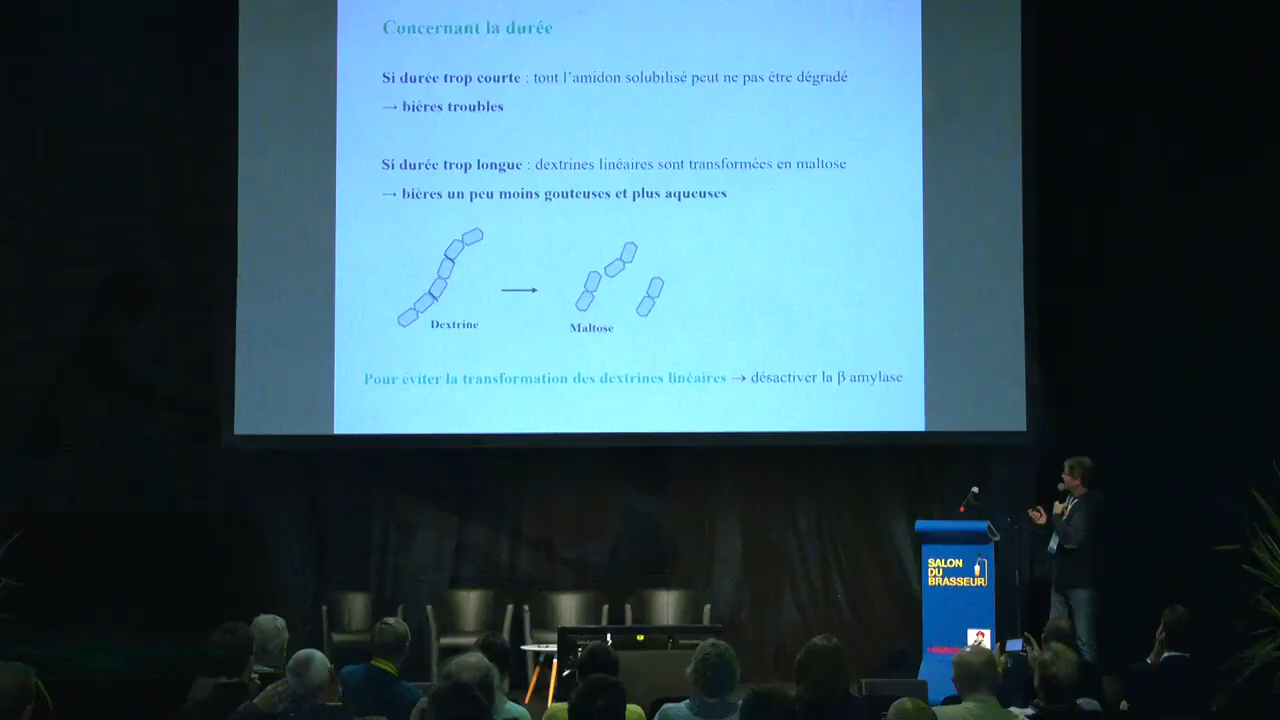 Concernant la durée
Si durée trop courte : tout l'amidon solubilisé peut ne pas être dégradé
→ bières troubles
Si durée trop longue : dextrines linéaires sont transformées en maltose
→ bières un peu moins gouteuses et plus aqueuses
Dextrine
Maltose
Pour éviter la transformation des dextrines linéaires → désactiver la β amylase
SALON
DU
BRASSEUR